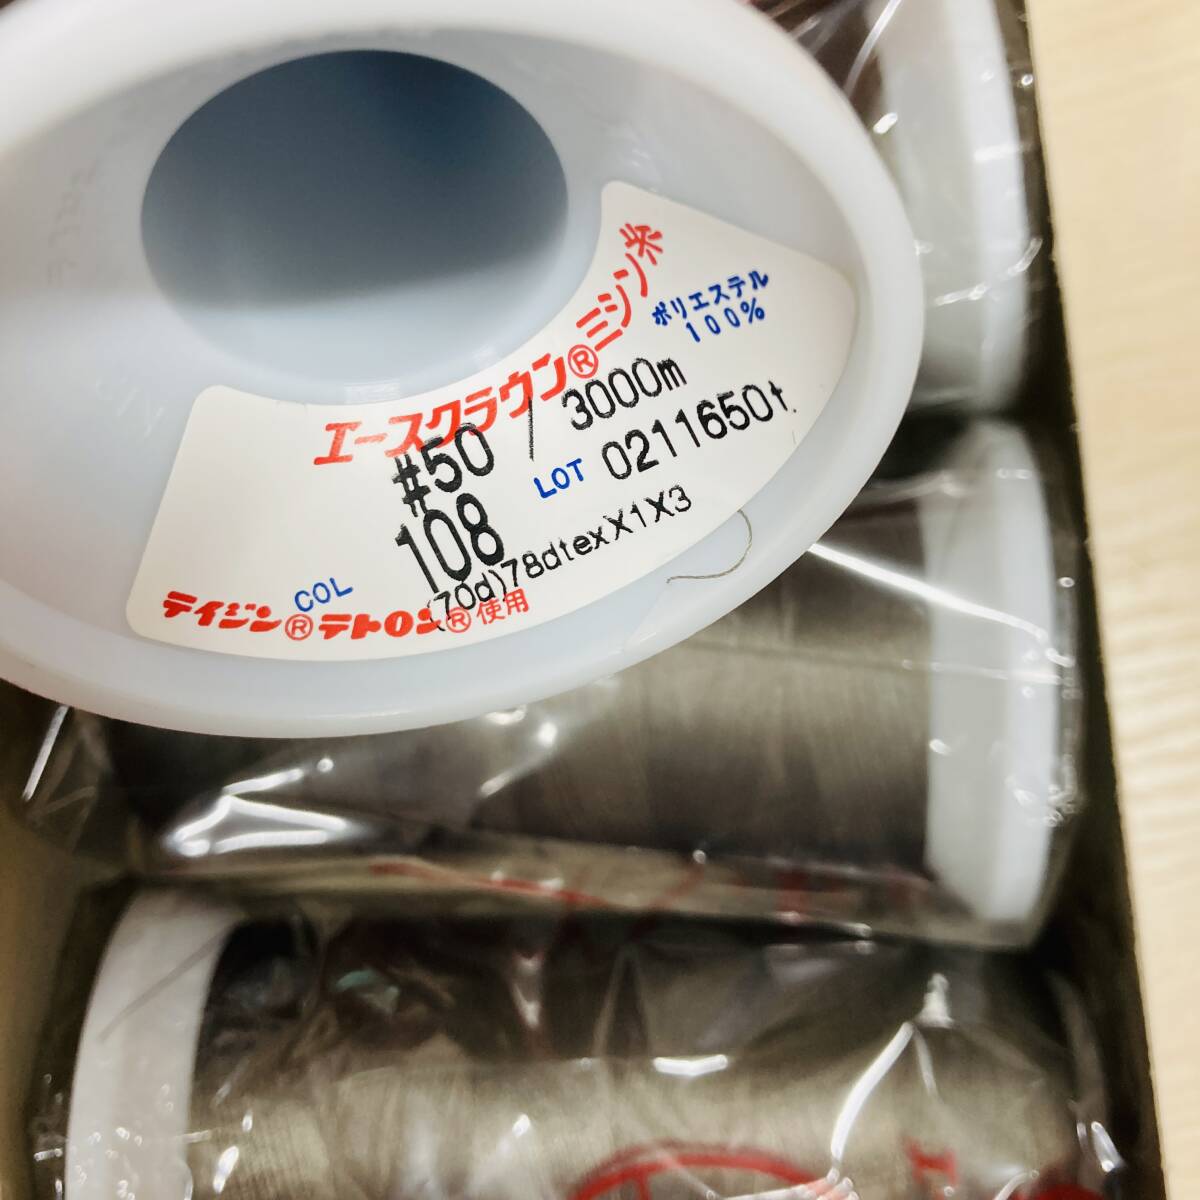 エースクラウン®ミシン糸
ポリエステル
100%
#50 / 3000m
COL 108 LOT 0211650t.
(70d)78dtexX1X3
テイジン®テトロン®使用